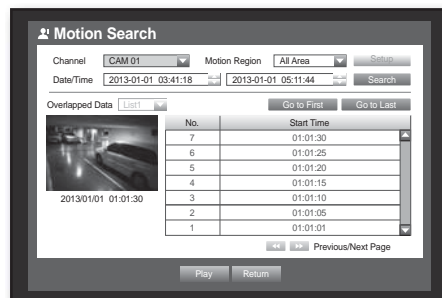 Motion Search
Channel CAM 01 Motion Region All Area Setup
Date/Time 2013-01-01 03:41:18 2013-01-01 05:11:44 Search
Overlapped Data List1 Go to First Go to Last
No. Start Time
7 01:01:30
6 01:01:25
5 01:01:20
4 01:01:15
3 01:01:10
2 01:01:05
1 01:01:01
2013/01/01 01:01:30
Previous/Next Page
Play Return